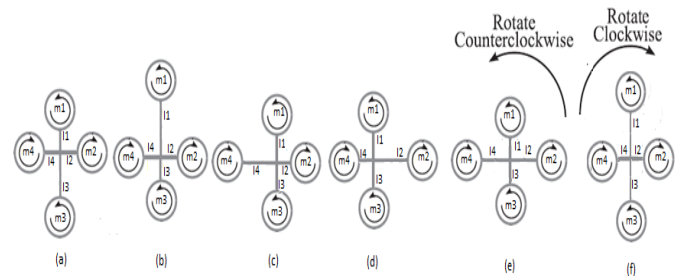 Rotate
Counterclockwise
Rotate
Clockwise
m1
l1
m4
m2
l4
l2
l3
m3
(a)
m1
l1
m4
l4
l2
m2
l3
m3
(b)
m1
l1
m4
m2
l4
l2
l3
m3
(c)
m1
l1
m4
l4
l2
m2
l3
m3
(d)
m1
m4
l4
l1
l2
m2
l3
m3
(e)
m1
l1
m4
l4
l2
m2
l3
m3
(f)